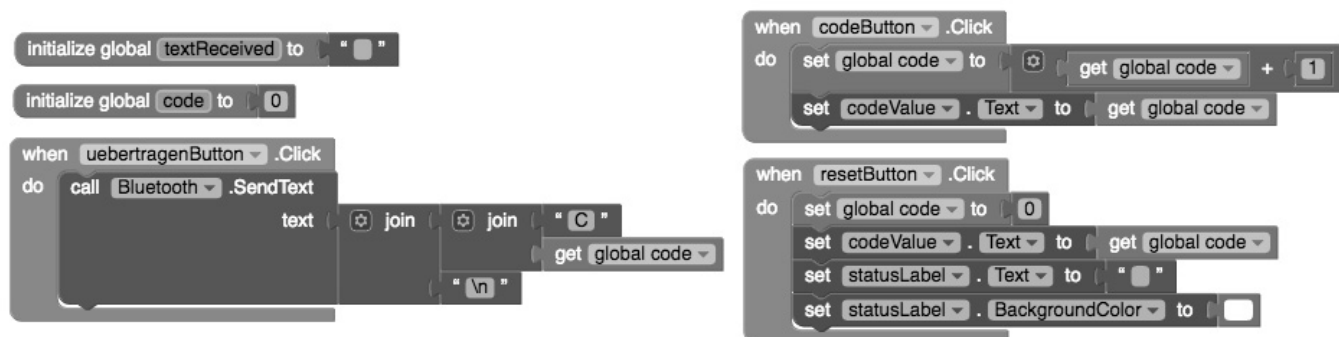 initialize global textReceived to " "
initialize global code to 0
when uebertragenButton .Click
do call Bluetooth .SendText
text join join " C "
get global code
" \n "
when codeButton .Click
do set global code to get global code + 1
set codeValue . Text to get global code
when resetButton .Click
do set global code to 0
set codeValue . Text to get global code
set statusLabel . Text to " "
set statusLabel . BackgroundColor to